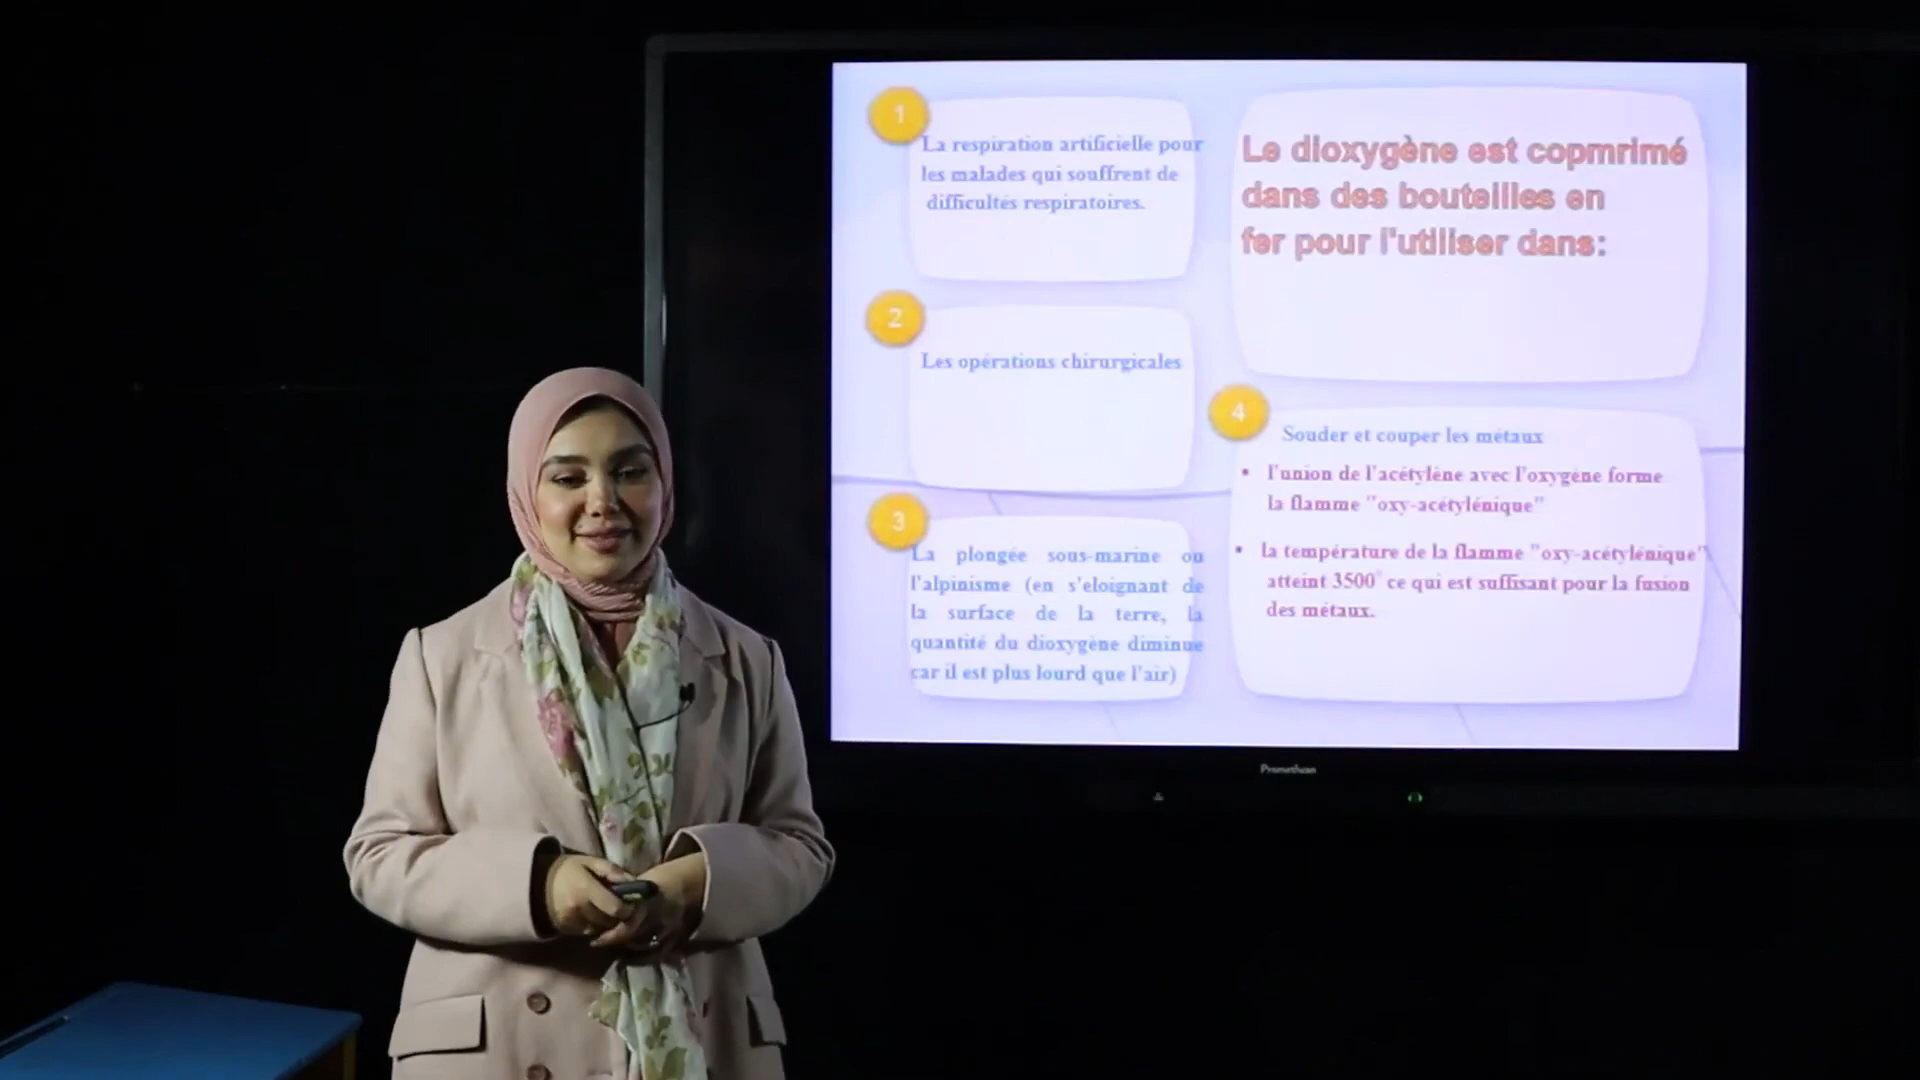 Le dioxygène est copmrimé
dans des bouteilles en
fer pour l'utiliser dans:
1
La respiration artificielle pour
les malades qui souffrent de
difficultés respiratoires.
2
Les opérations chirurgicales
3
La plongée sous-marine ou
l'alpinisme (en s'eloignant de
la surface de la terre, la
quantité du dioxygène diminue
car il est plus lourd que l'air)
4
Souder et couper les métaux
• l'union de l'acétylène avec l'oxygène forme
la flamme "oxy-acétylénique"
• la température de la flamme "oxy-acétylénique"
atteint 3500° ce qui est suffisant pour la fusion
des métaux.
Promethean